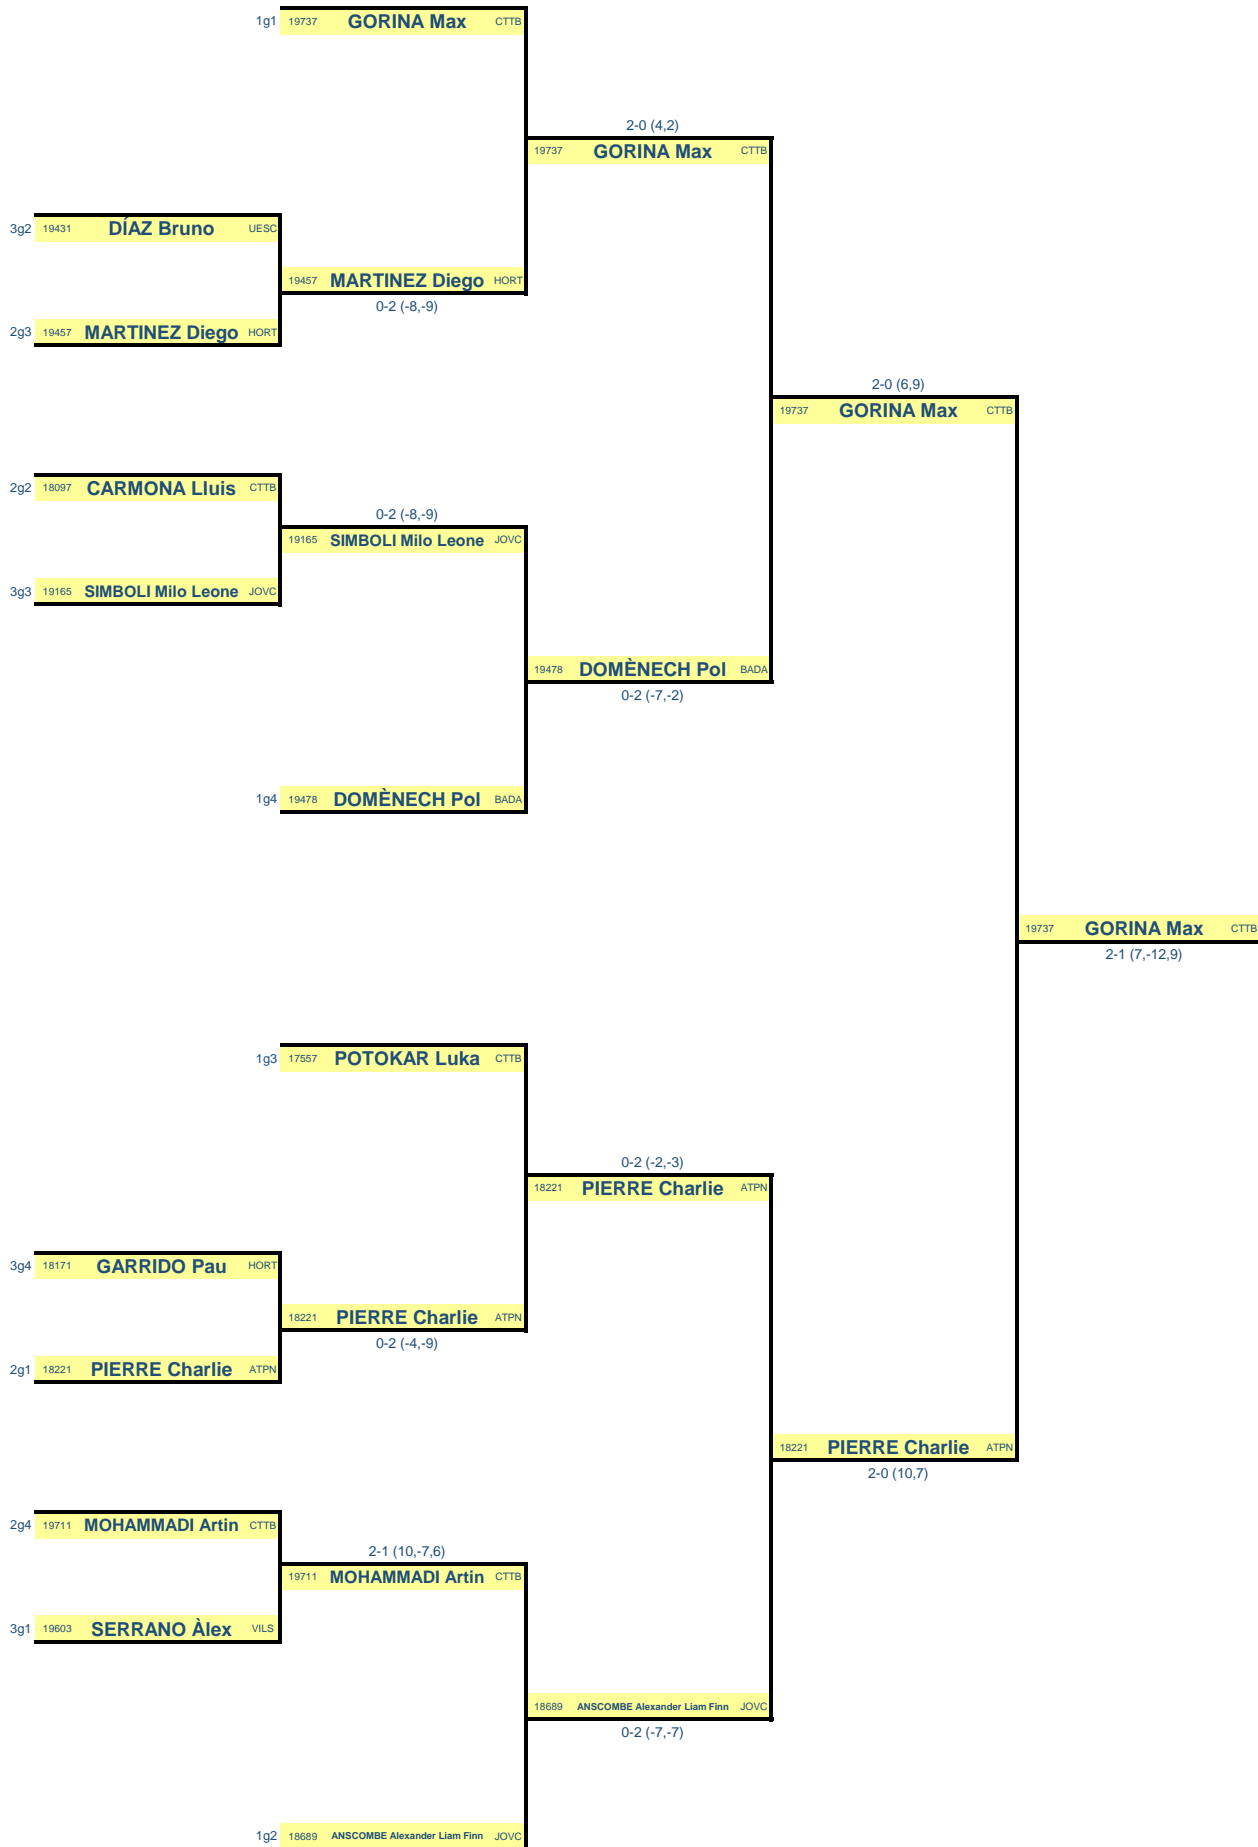 1g1 19737 GORINA Max CTTB
2-0 (4,2)
19737 GORINA Max CTTB
3g2 19431 DÍAZ Bruno UESC
19457 MARTINEZ Diego HORT
0-2 (-8,-9)
2g3 19457 MARTINEZ Diego HORT
2-0 (6,9)
19737 GORINA Max CTTB
2g2 18097 CARMONA Lluis CTTB
0-2 (-8,-9)
19165 SIMBOLI Milo Leone JOVC
3g3 19165 SIMBOLI Milo Leone JOVC
19478 DOMÈNECH Pol BADA
0-2 (-7,-2)
1g4 19478 DOMÈNECH Pol BADA
19737 GORINA Max CTTB
2-1 (7,-12,9)
1g3 17557 POTOKAR Luka CTTB
0-2 (-2,-3)
18221 PIERRE Charlie ATPN
3g4 18171 GARRIDO Pau HORT
18221 PIERRE Charlie ATPN
0-2 (-4,-9)
2g1 18221 PIERRE Charlie ATPN
18221 PIERRE Charlie ATPN
2-0 (10,7)
2g4 19711 MOHAMMADI Artin CTTB
2-1 (10,-7,6)
19711 MOHAMMADI Artin CTTB
3g1 19603 SERRANO Àlex VILS
18689 ANSCOMBE Alexander Liam Finn JOVC
0-2 (-7,-7)
1g2 18689 ANSCOMBE Alexander Liam Finn JOVC